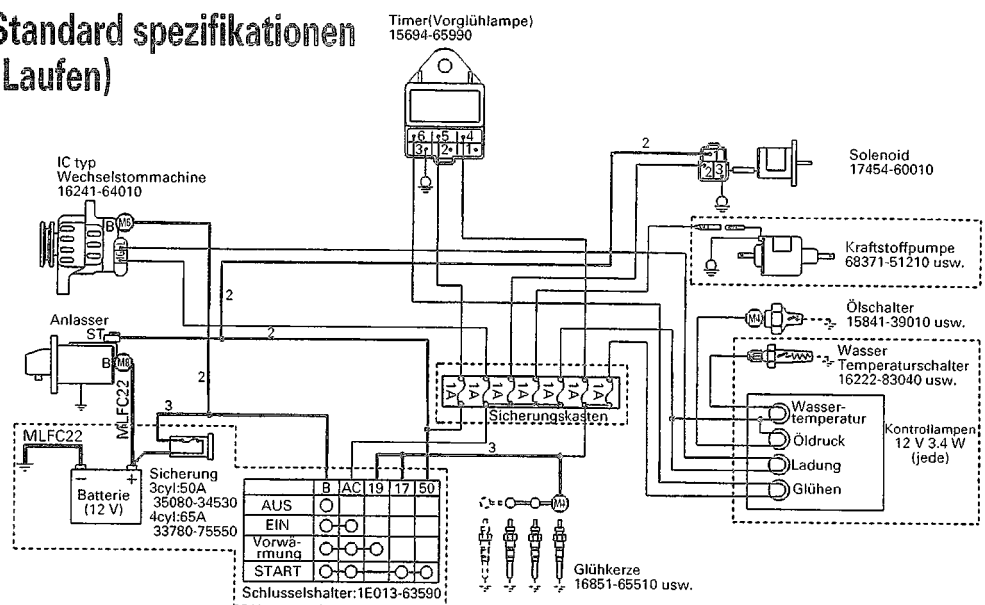 Standard spezifikationen
(Laufen)
Timer(Vorglühlampe)
15694-65990
6 5 4
3 2 1
IC typ
Wechselstommachine
16241-64010
B
M6
IG L
2
1
2 3
Solenoid
17454-60010
Kraftstoffpumpe
68371-51210 usw.
Anlasser
ST
B
M8
MLFC22
2
2
2
M4
Ölschalter
15841-39010 usw.
Wasser
Temperaturschalter
16222-83040 usw.
1A 1A 1A 1A 1A 1A 1A
Sicherungskasten
Wasser-
temperatur
Öldruck
Ladung
Glühen
Kontrollampen
12 V 3.4 W
(jede)
3
3
MLFC22
− +
Batterie
(12 V)
Sicherung
3cyl:50A
35080-34530
4cyl:65A
33780-75550
B AC 19 17 50
AUS
EIN
Vorwä-
rmung
START
Schlusselshalter:1E013-63590
M4
Glühkerze
16851-65510 usw.